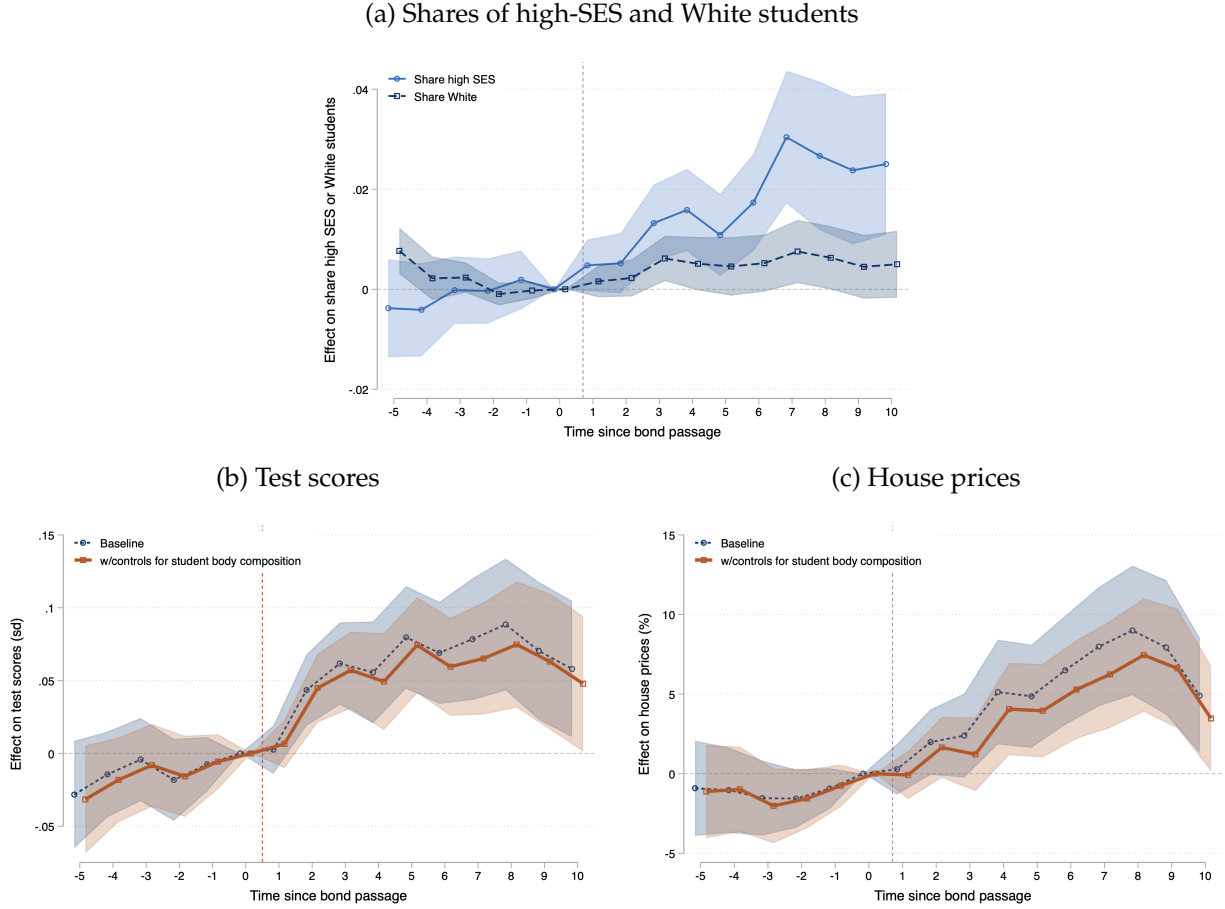 (a) Shares of high-SES and White students
Share high SES
Share White
Effect on share high SES or White students
.04
.02
0
-.02
-5 -4 -3 -2 -1 0 1 2 3 4 5 6 7 8 9 10
Time since bond passage
(b) Test scores
Baseline
w/controls for student body composition
Effect on test scores (sd)
.15
.1
.05
0
-.05
-5 -4 -3 -2 -1 0 1 2 3 4 5 6 7 8 9 10
Time since bond passage
(c) House prices
Baseline
w/controls for student body composition
Effect on house prices (%)
15
10
5
0
-5
-5 -4 -3 -2 -1 0 1 2 3 4 5 6 7 8 9 10
Time since bond passage